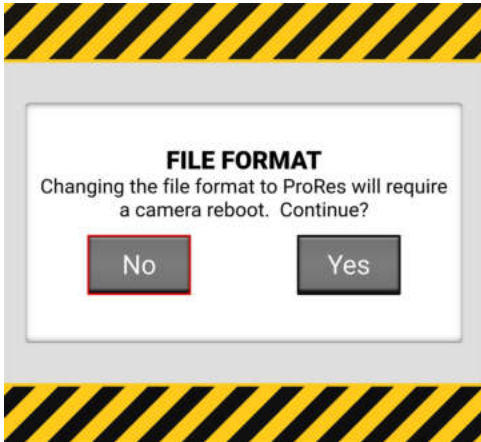 FILE FORMAT
Changing the file format to ProRes will require
a camera reboot.  Continue?
No
Yes